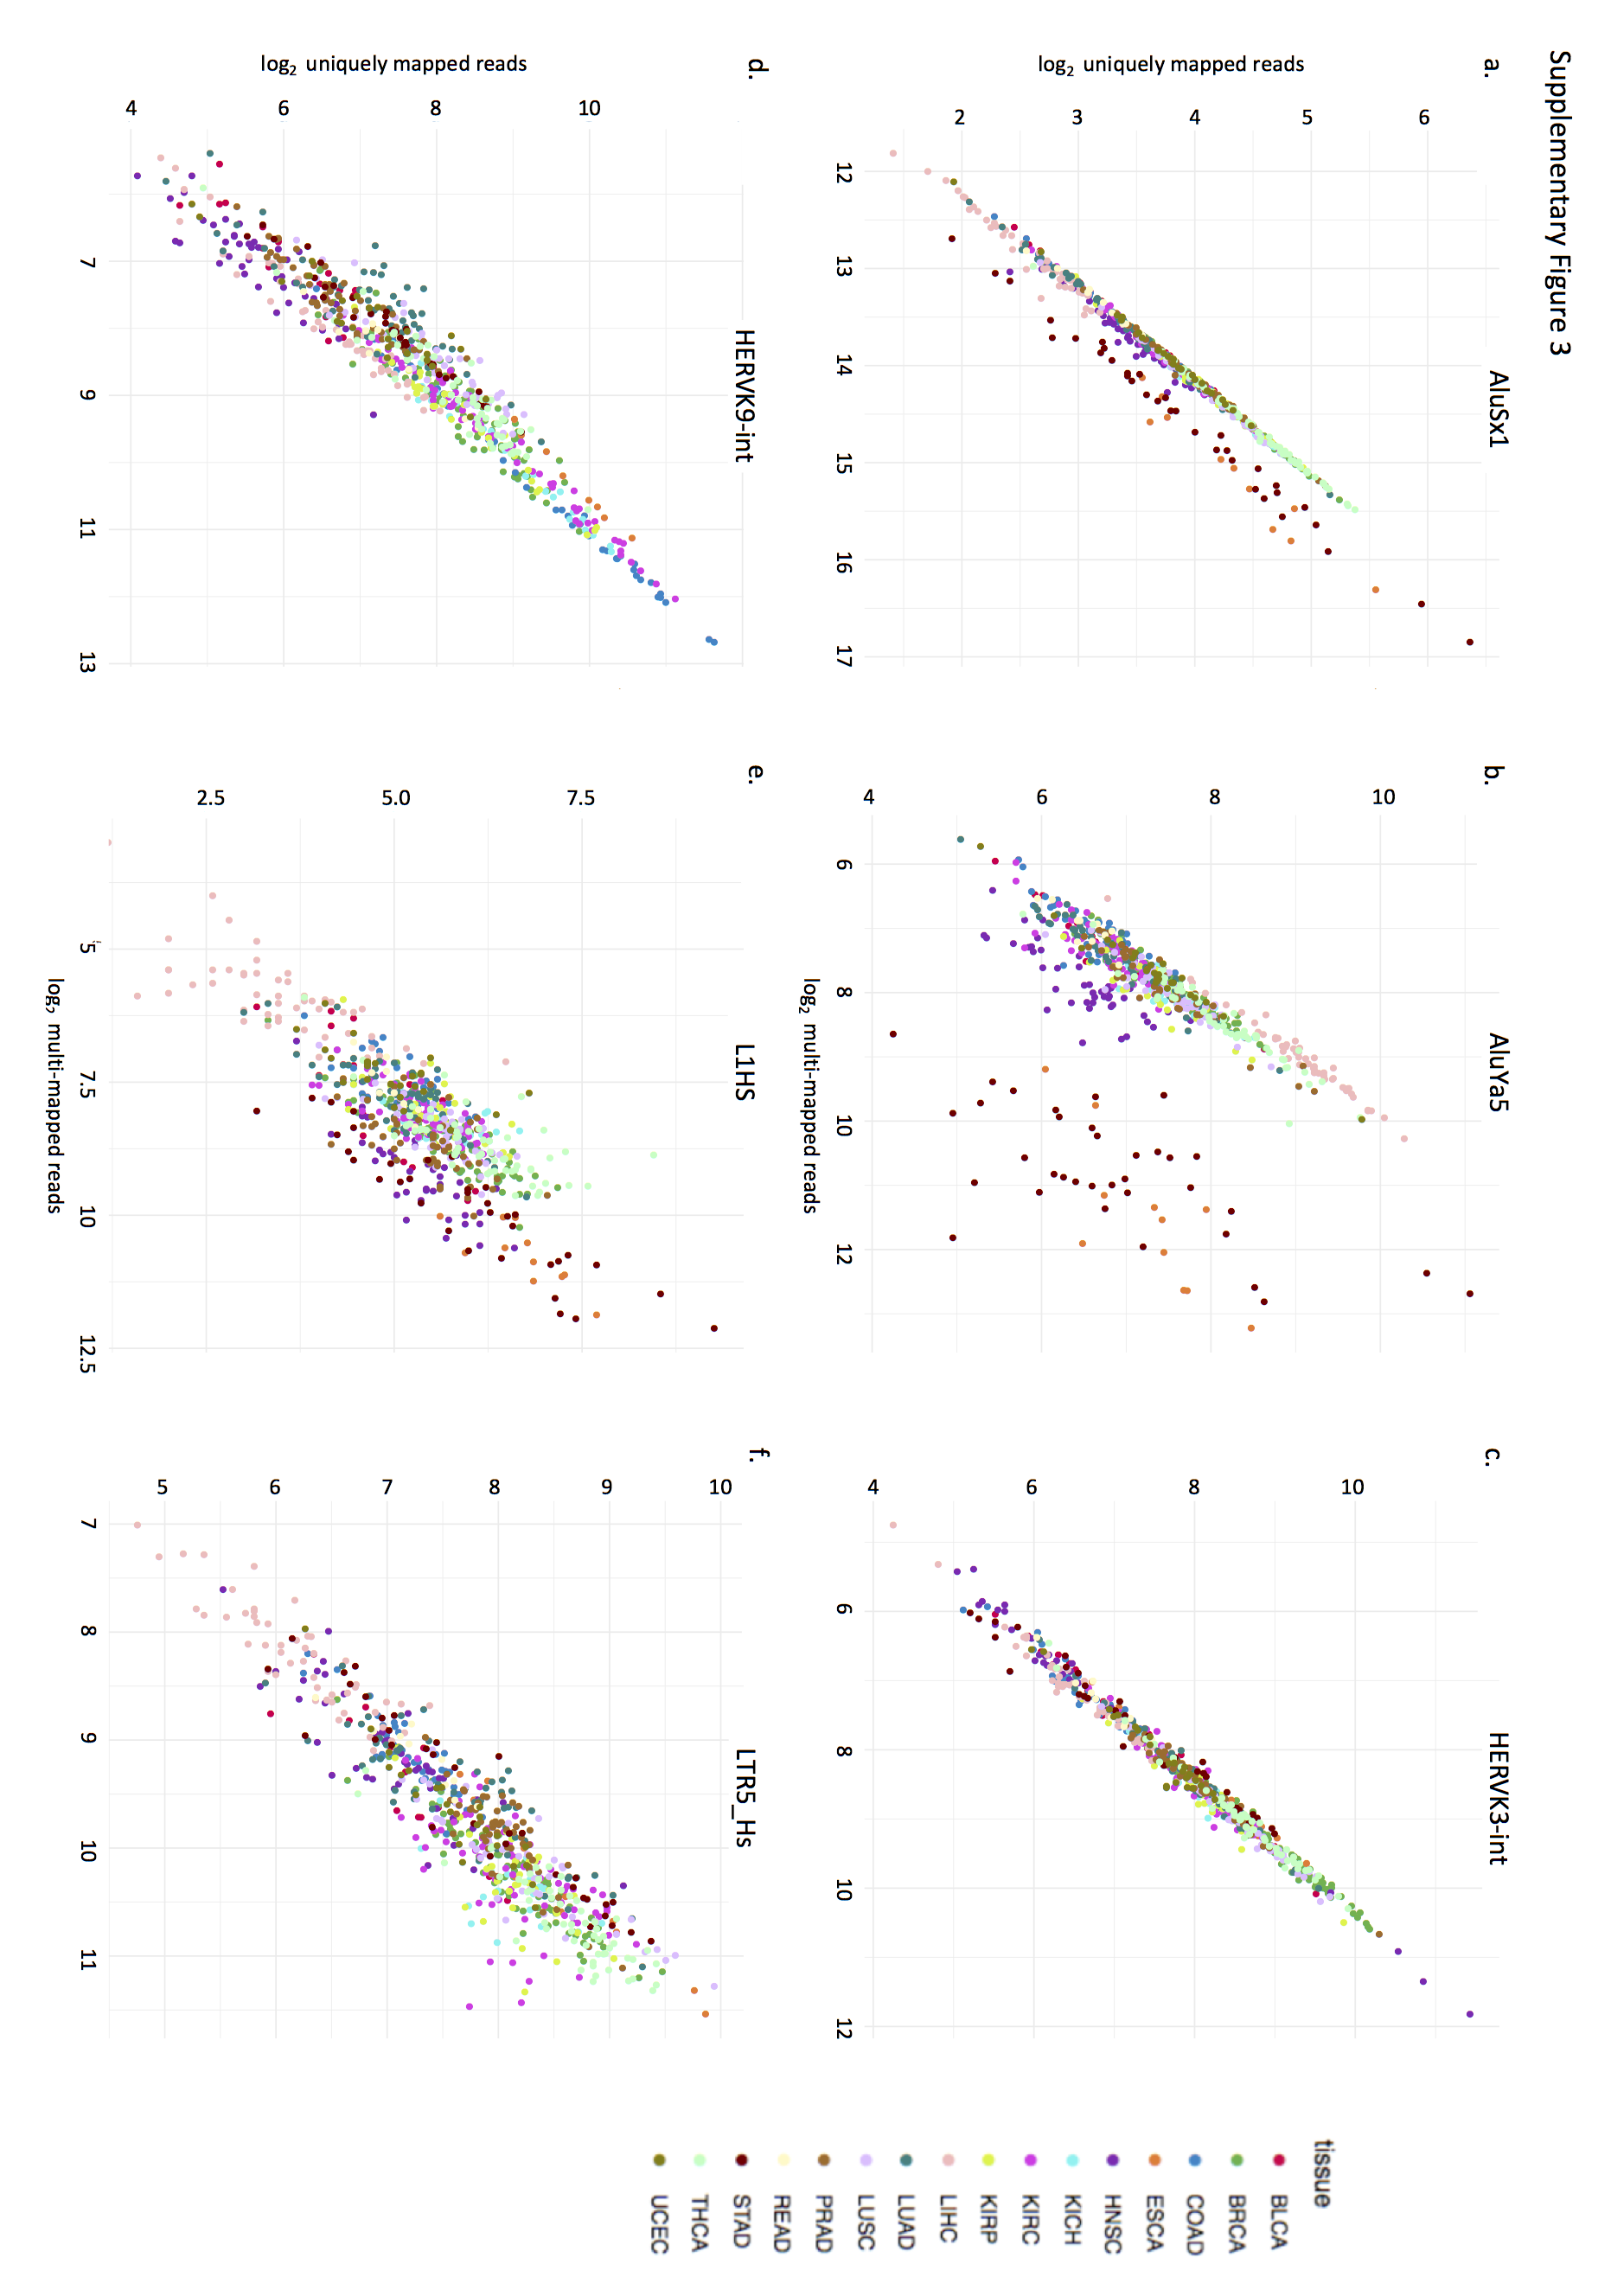 Supplementary Figure 3
a.
AluSx1
log₂ uniquely mapped reads
6
5
4
3
2
12
13
14
15
16
17
b.
AluYa5
10
8
6
4
6
8
10
12
log₂ multi-mapped reads
c.
HERVK3-int
10
8
6
4
6
8
10
12
d.
HERVK9-int
log₂ uniquely mapped reads
10
8
6
4
7
9
11
13
e.
L1HS
7.5
5.0
2.5
5
7.5
10
12.5
log₂ multi-mapped reads
f.
LTR5_Hs
10
9
8
7
6
5
7
8
9
10
11
tissue
BLCA
BRCA
COAD
ESCA
HNSC
KICH
KIRC
KIRP
LIHC
LUAD
LUSC
PRAD
READ
STAD
THCA
UCEC